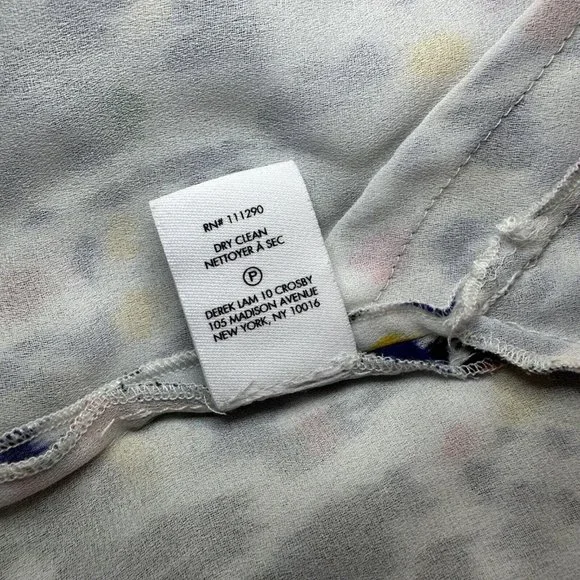 RN# 111290
DRY CLEAN
NETTOYER À SEC
P
DEREK LAM 10 CROSBY
105 MADISON AVENUE
NEW YORK, NY 10016